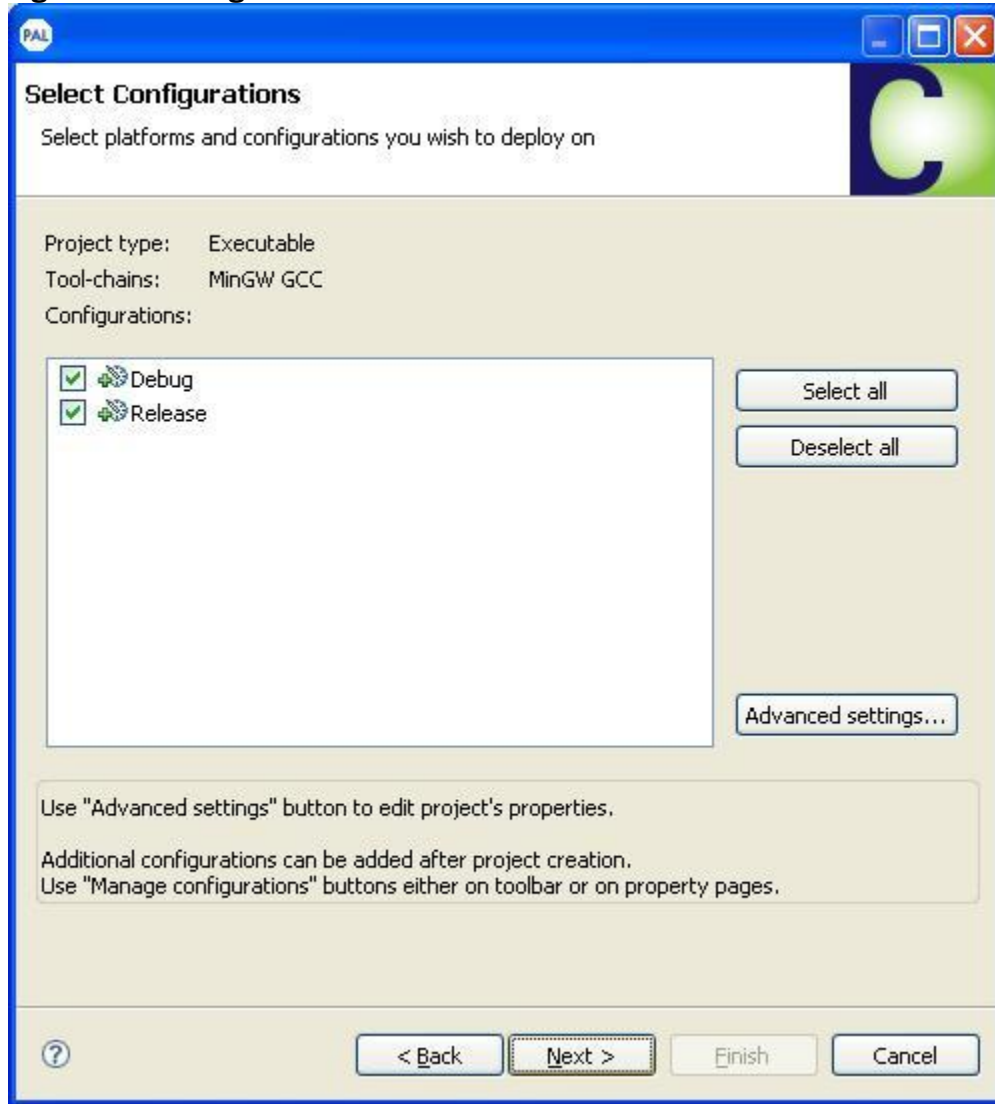 PAL
Select Configurations
Select platforms and configurations you wish to deploy on
C
Project type: Executable
Tool-chains: MinGW GCC
Configurations:
Debug
Release
Select all
Deselect all
Advanced settings...
Use "Advanced settings" button to edit project's properties.
Additional configurations can be added after project creation.
Use "Manage configurations" buttons either on toolbar or on property pages.
?
< Back
Next >
Finish
Cancel